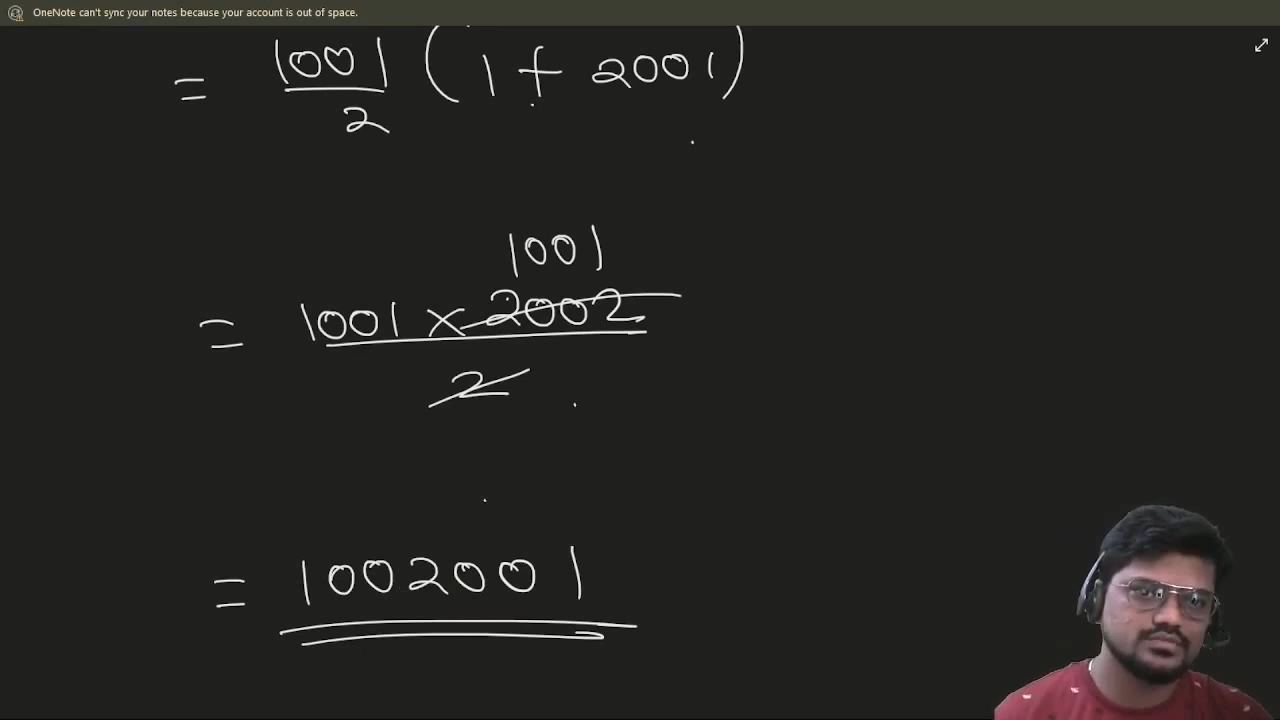 OneNote can't sync your notes because your account is out of space.
= 1001/2 (1 + 2001)
1001
= 1001 × 2002
2
= 1002001